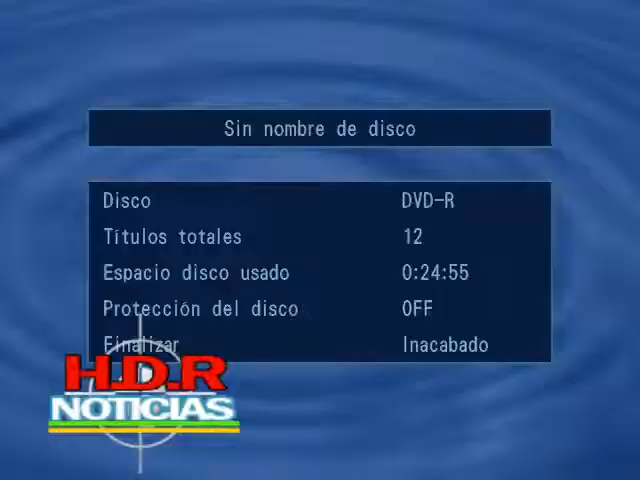 Sin nombre de disco
Disco DVD-R
Títulos totales 12
Espacio disco usado 0:24:55
Protección del disco OFF
Finalizar Inacabado
H.D.R
NOTICIAS